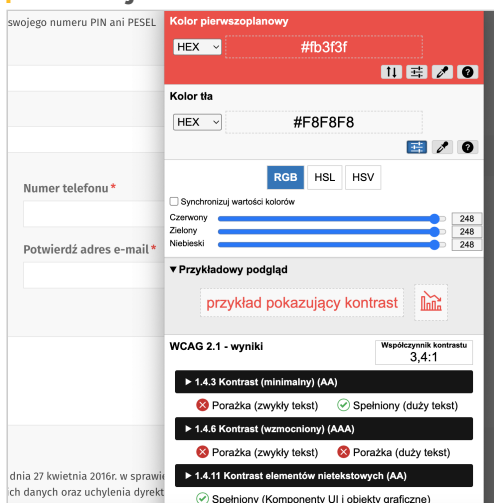 swojego numeru PIN ani PESEL
Numer telefonu *
Potwierdź adres e-mail *
dnia 27 kwietnia 2016r. w sprawie
ch danych oraz uchylenia dyrekt
Kolor pierwszoplanowy
HEX
#fb3f3f
Kolor tła
HEX
#F8F8F8
RGB HSL HSV
Synchronizuj wartości kolorów
Czerwony 248
Zielony 248
Niebieski 248
▼ Przykładowy podgląd
przykład pokazujący kontrast
WCAG 2.1 - wyniki
Współczynnik kontrastu
3,4:1
► 1.4.3 Kontrast (minimalny) (AA)
Porażka (zwykły tekst) Spełniony (duży tekst)
► 1.4.6 Kontrast (wzmocniony) (AAA)
Porażka (zwykły tekst) Porażka (duży tekst)
► 1.4.11 Kontrast elementów nietekstowych (AA)
Spełniony (Komponenty UI i obiekty graficzne)